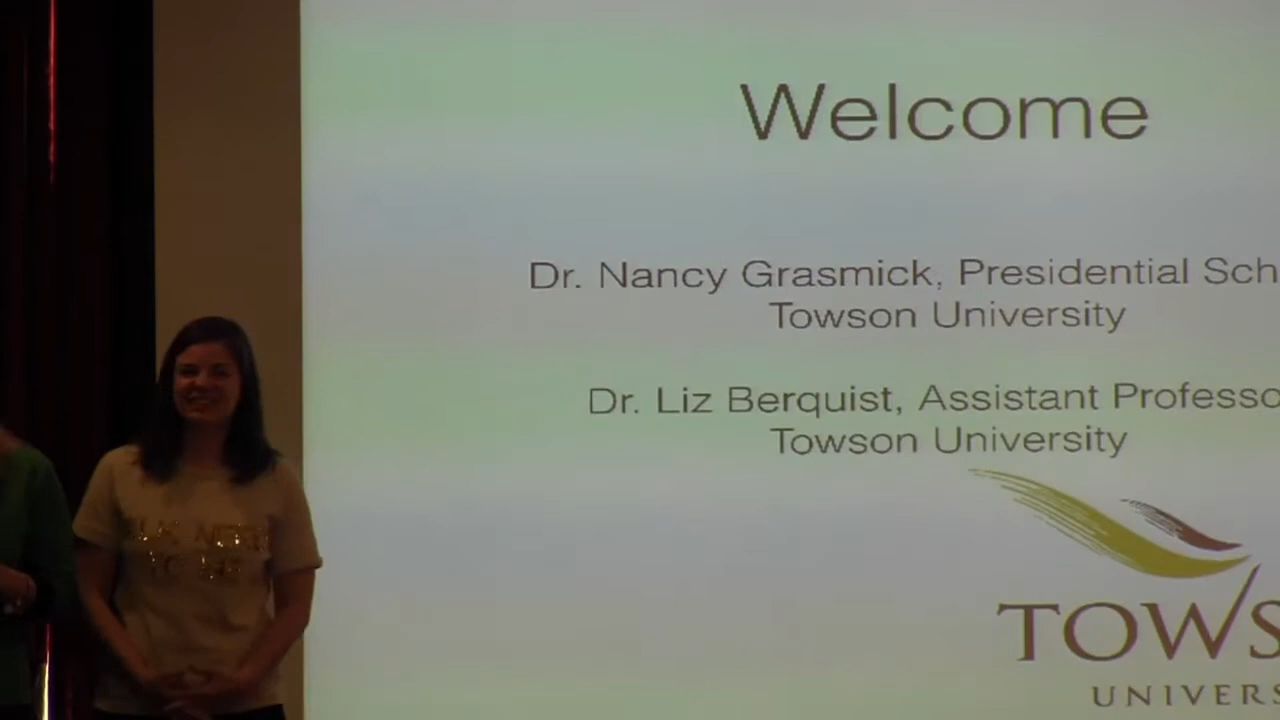 Welcome
Dr. Nancy Grasmick, Presidential Sch
Towson University
Dr. Liz Berquist, Assistant Professo
Towson University
TOWS
UNIVERS